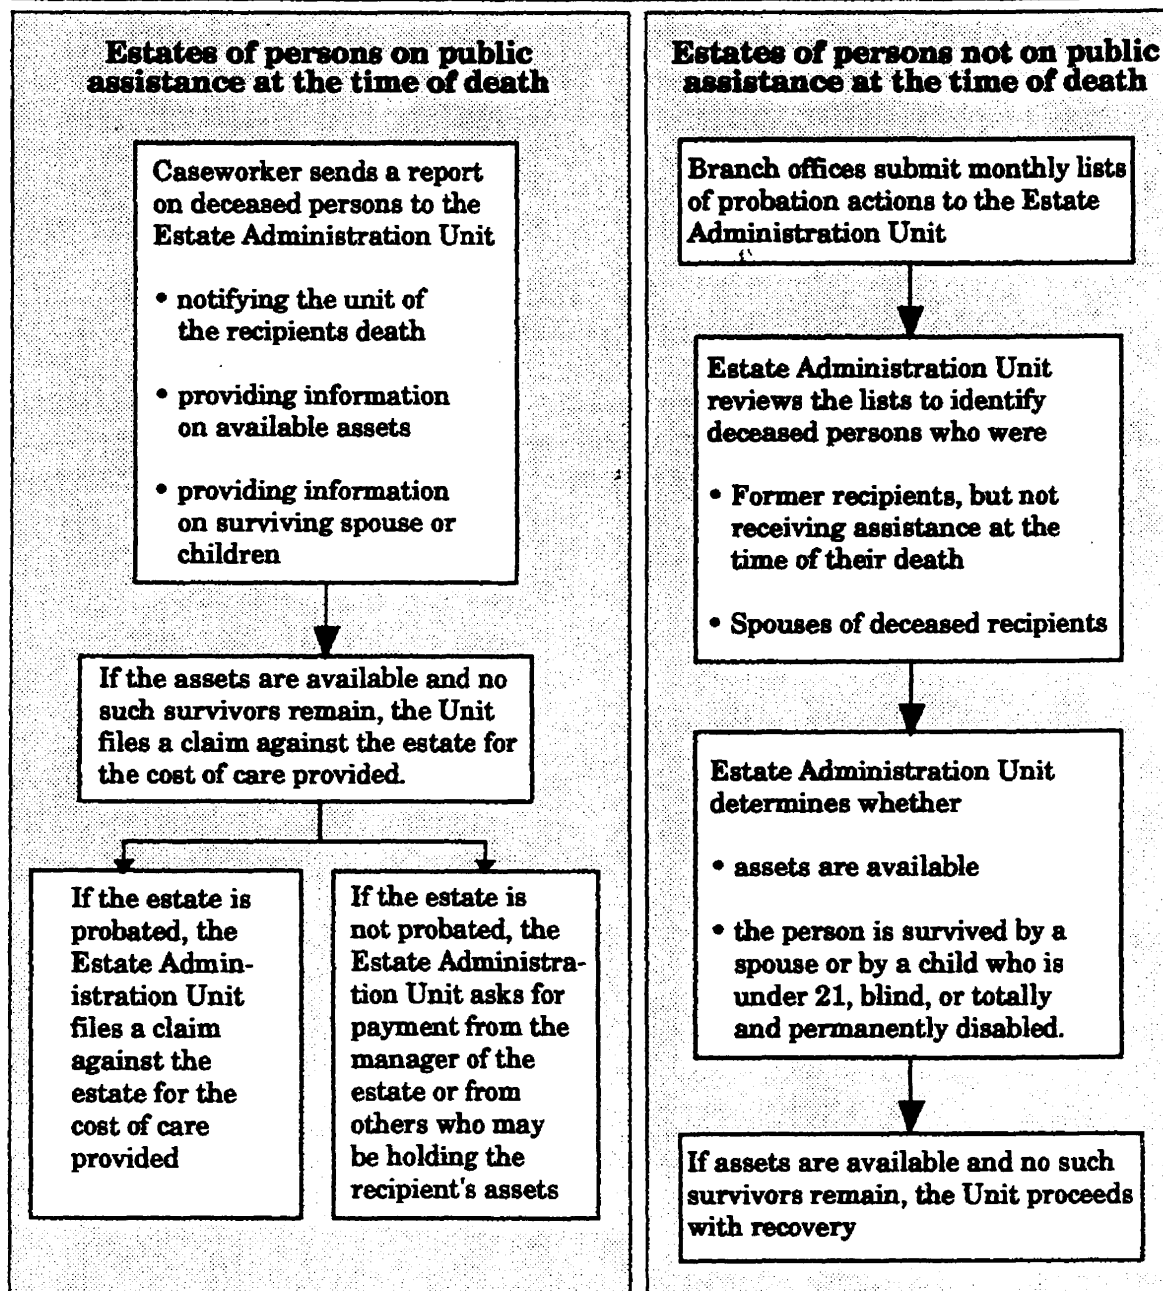 Estates of persons on public
assistance at the time of death
Caseworker sends a report
on deceased persons to the
Estate Administration Unit
• notifying the unit of
the recipients death
• providing information
on available assets
• providing information
on surviving spouse or
children
If the assets are available and no
such survivors remain, the Unit
files a claim against the estate for
the cost of care provided.
If the estate is
probated, the
Estate Admin-
istration Unit
files a claim
against the
estate for the
cost of care
provided
If the estate is
not probated, the
Estate Administra-
tion Unit asks for
payment from the
manager of the
estate or from
others who may
be holding the
recipient's assets
Estates of persons not on public
assistance at the time of death
Branch offices submit monthly lists
of probation actions to the Estate
Administration Unit
Estate Administration Unit
reviews the lists to identify
deceased persons who were
• Former recipients, but not
receiving assistance at the
time of their death
• Spouses of deceased recipients
Estate Administration Unit
determines whether
• assets are available
• the person is survived by a
spouse or by a child who is
under 21, blind, or totally
and permanently disabled.
If assets are available and no such
survivors remain, the Unit proceeds
with recovery